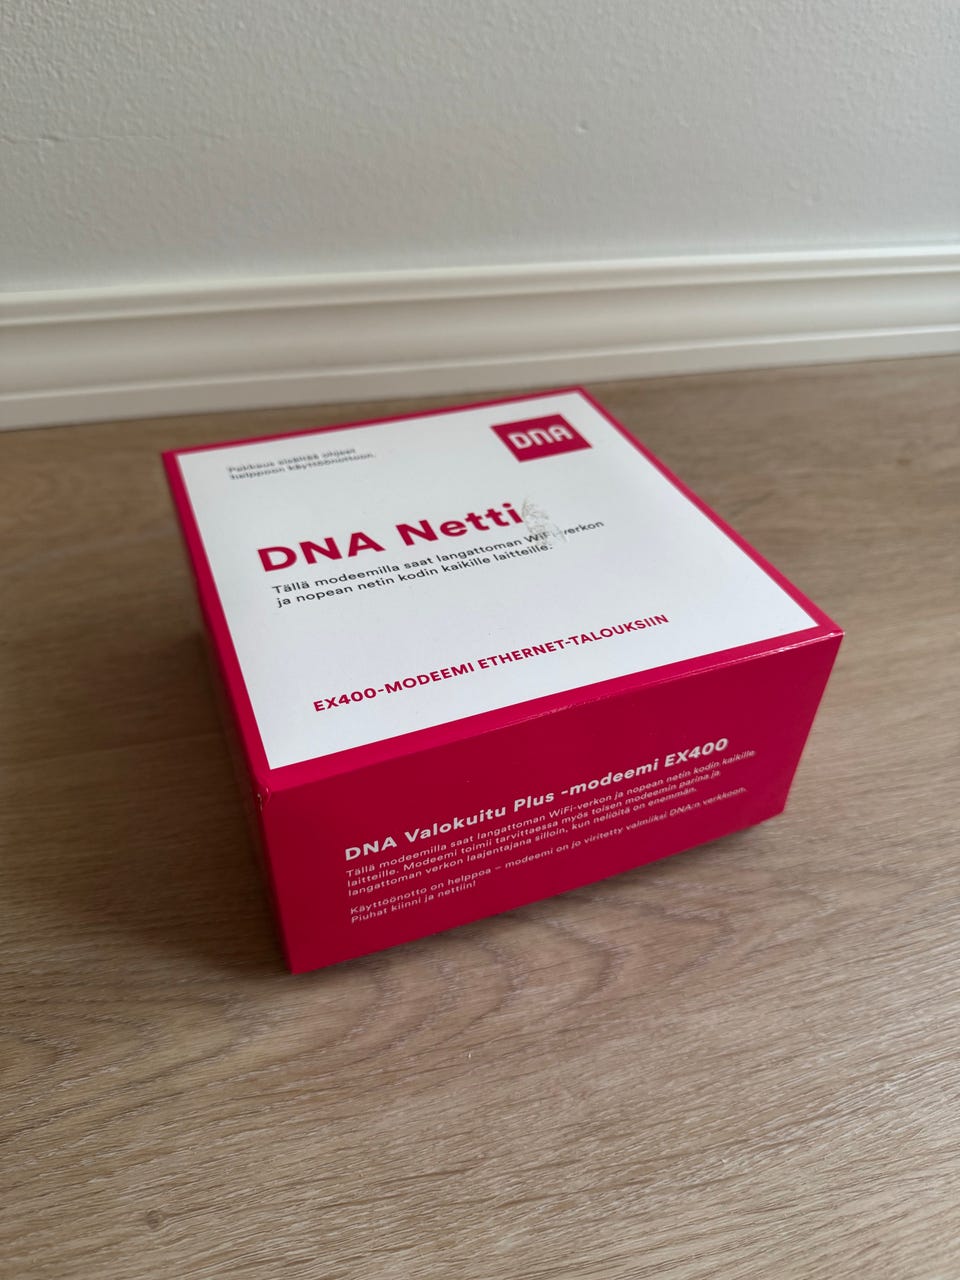 Pakkaus sisältää ohjeet
helppoon käyttöönottoon.
DNA
DNA Netti
Tällä modeemilla saat langattoman WiFi-verkon
ja nopean netin kodin kaikille laitteille.
EX400-MODEEMI ETHERNET-TALOUKSIIN
DNA Valokuitu Plus -modeemi EX400
Tällä modeemilla saat langattoman WiFi-verkon ja nopean netin kodin kaikille
laitteille. Modeemi toimii tarvittaessa myös toisen modeemin parina ja
langattoman verkon laajentajana silloin, kun neliöitä on enemmän.
Käyttöönotto on helppoa – modeemi on jo viritetty valmiiksi DNA:n verkkoon.
Piuhat kiinni ja nettiin!